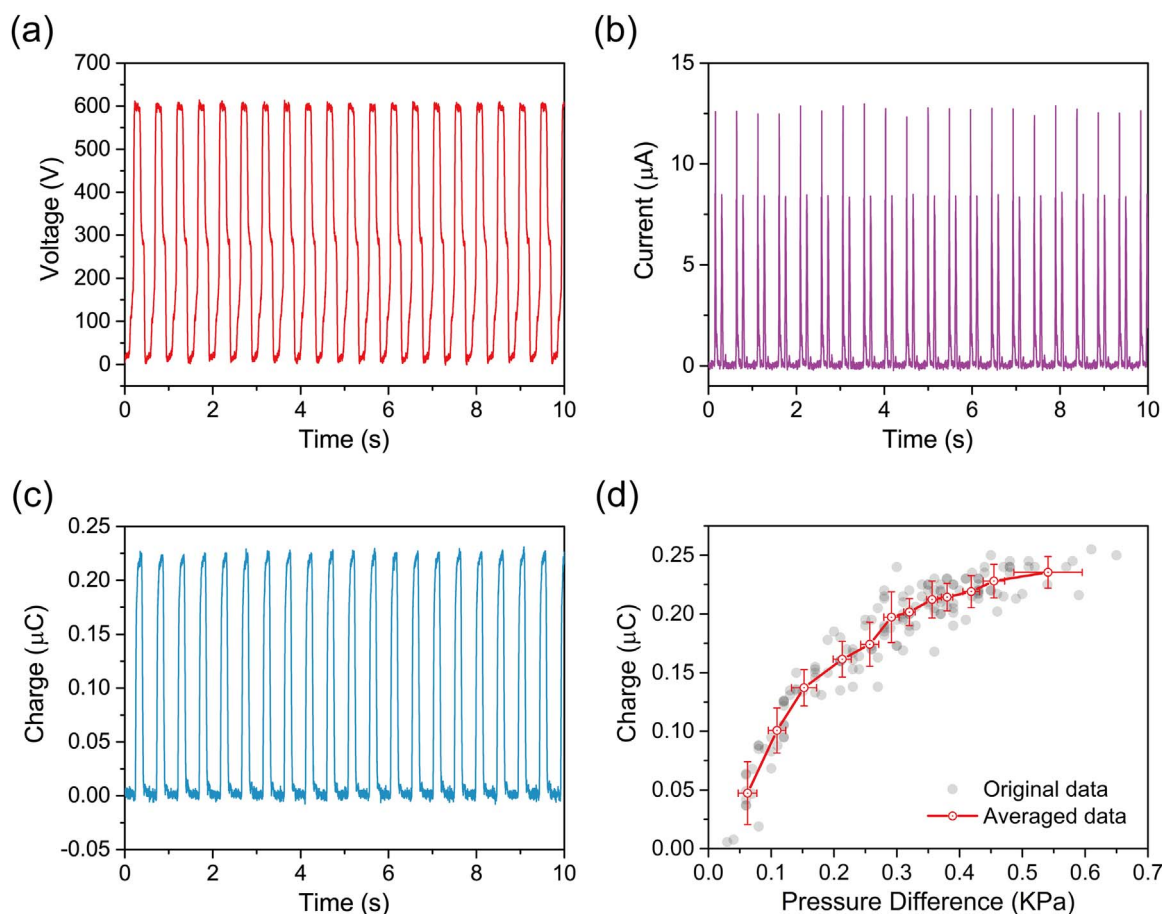 (a)
700
600
500
400
300
200
100
0
Voltage (V)
0 2 4 6 8 10
Time (s)
(b)
15
10
5
0
Current (μA)
0 2 4 6 8 10
Time (s)
(c)
0.25
0.20
0.15
0.10
0.05
0.00
-0.05
Charge (μC)
0 2 4 6 8 10
Time (s)
(d)
0.25
0.20
0.15
0.10
0.05
0.00
Charge (μC)
Original data
Averaged data
0.0 0.1 0.2 0.3 0.4 0.5 0.6 0.7
Pressure Difference (KPa)